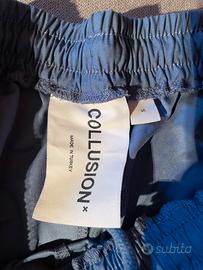 COLLUSION
×
MADE IN TURKEY
S
subito